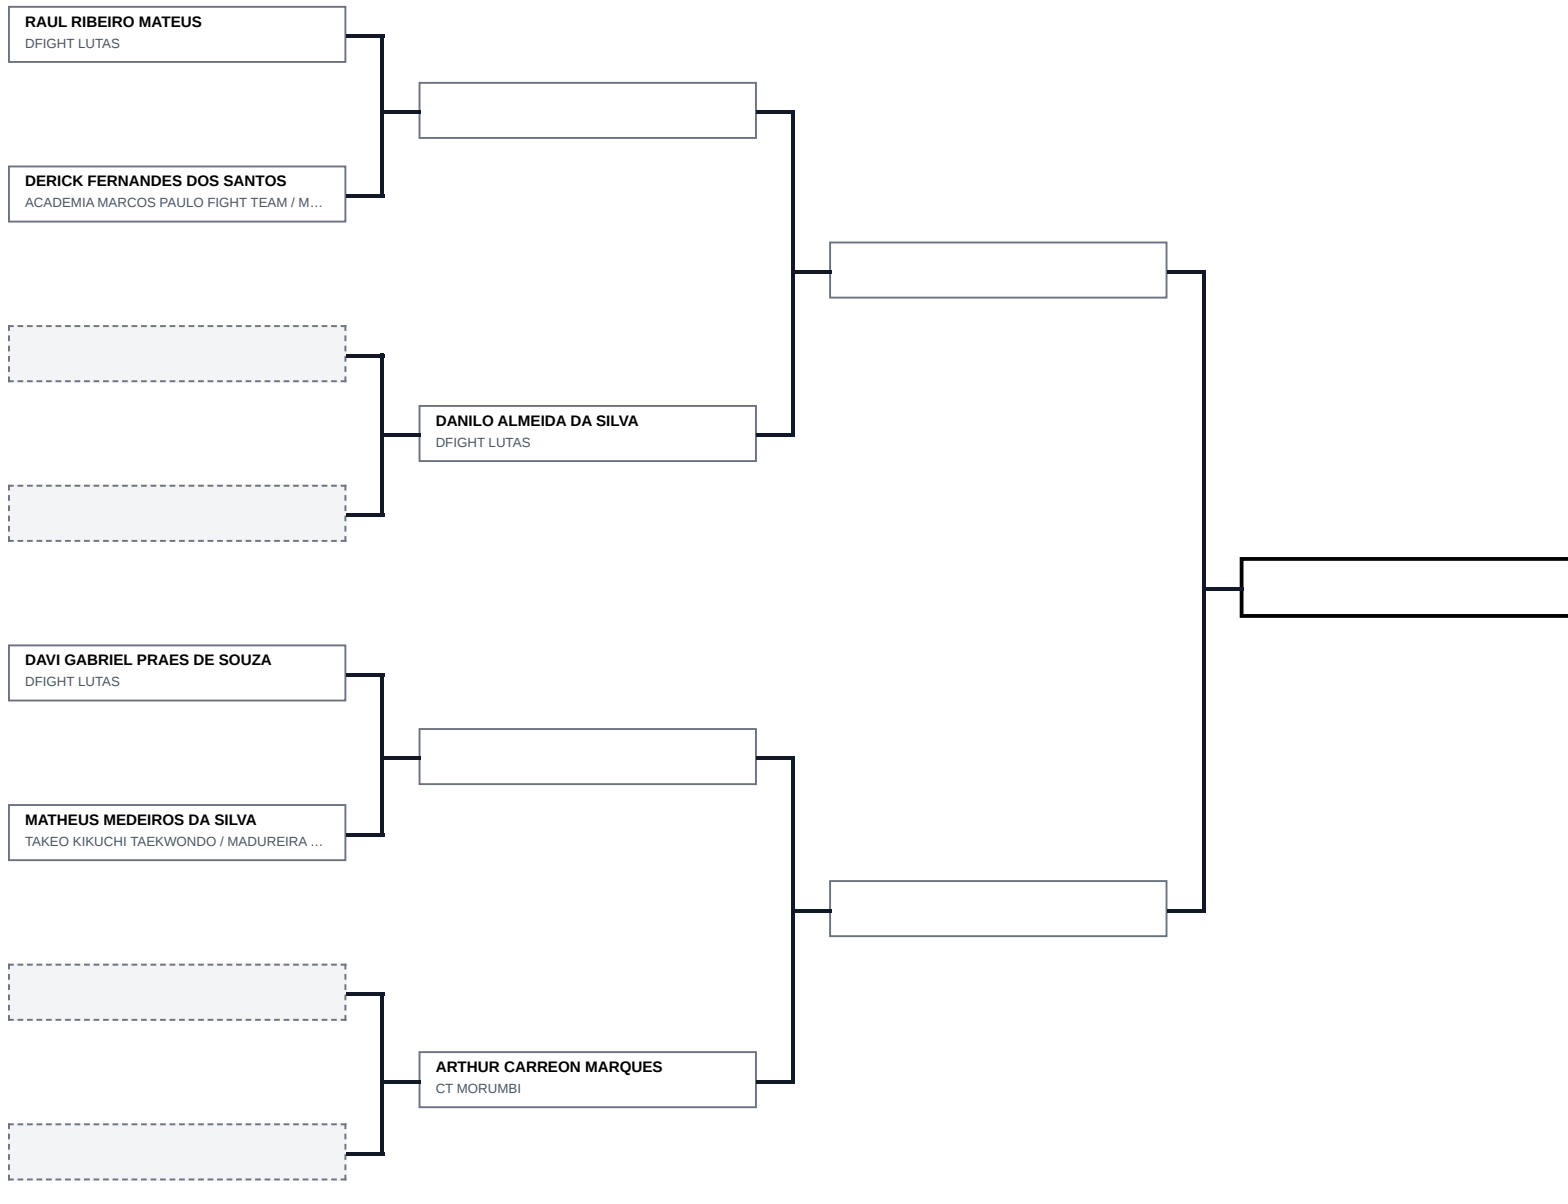 RAUL RIBEIRO MATEUS
DFIGHT LUTAS
DERICK FERNANDES DOS SANTOS
ACADEMIA MARCOS PAULO FIGHT TEAM / M...
DANILO ALMEIDA DA SILVA
DFIGHT LUTAS
DAVI GABRIEL PRAES DE SOUZA
DFIGHT LUTAS
MATHEUS MEDEIROS DA SILVA
TAKEO KIKUCHI TAEKWONDO / MADUREIRA ...
ARTHUR CARREON MARQUES
CT MORUMBI